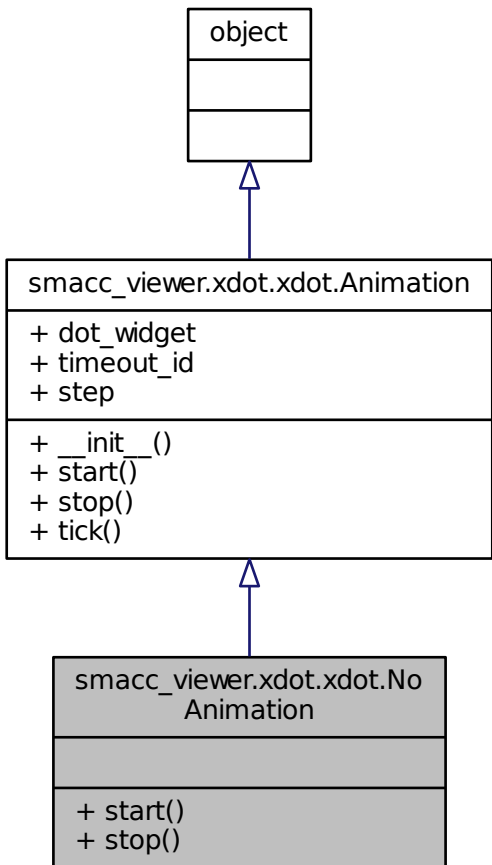 object
smacc_viewer.xdot.xdot.Animation
+ dot_widget
+ timeout_id
+ step
+ __init__()
+ start()
+ stop()
+ tick()
smacc_viewer.xdot.xdot.No
Animation
+ start()
+ stop()